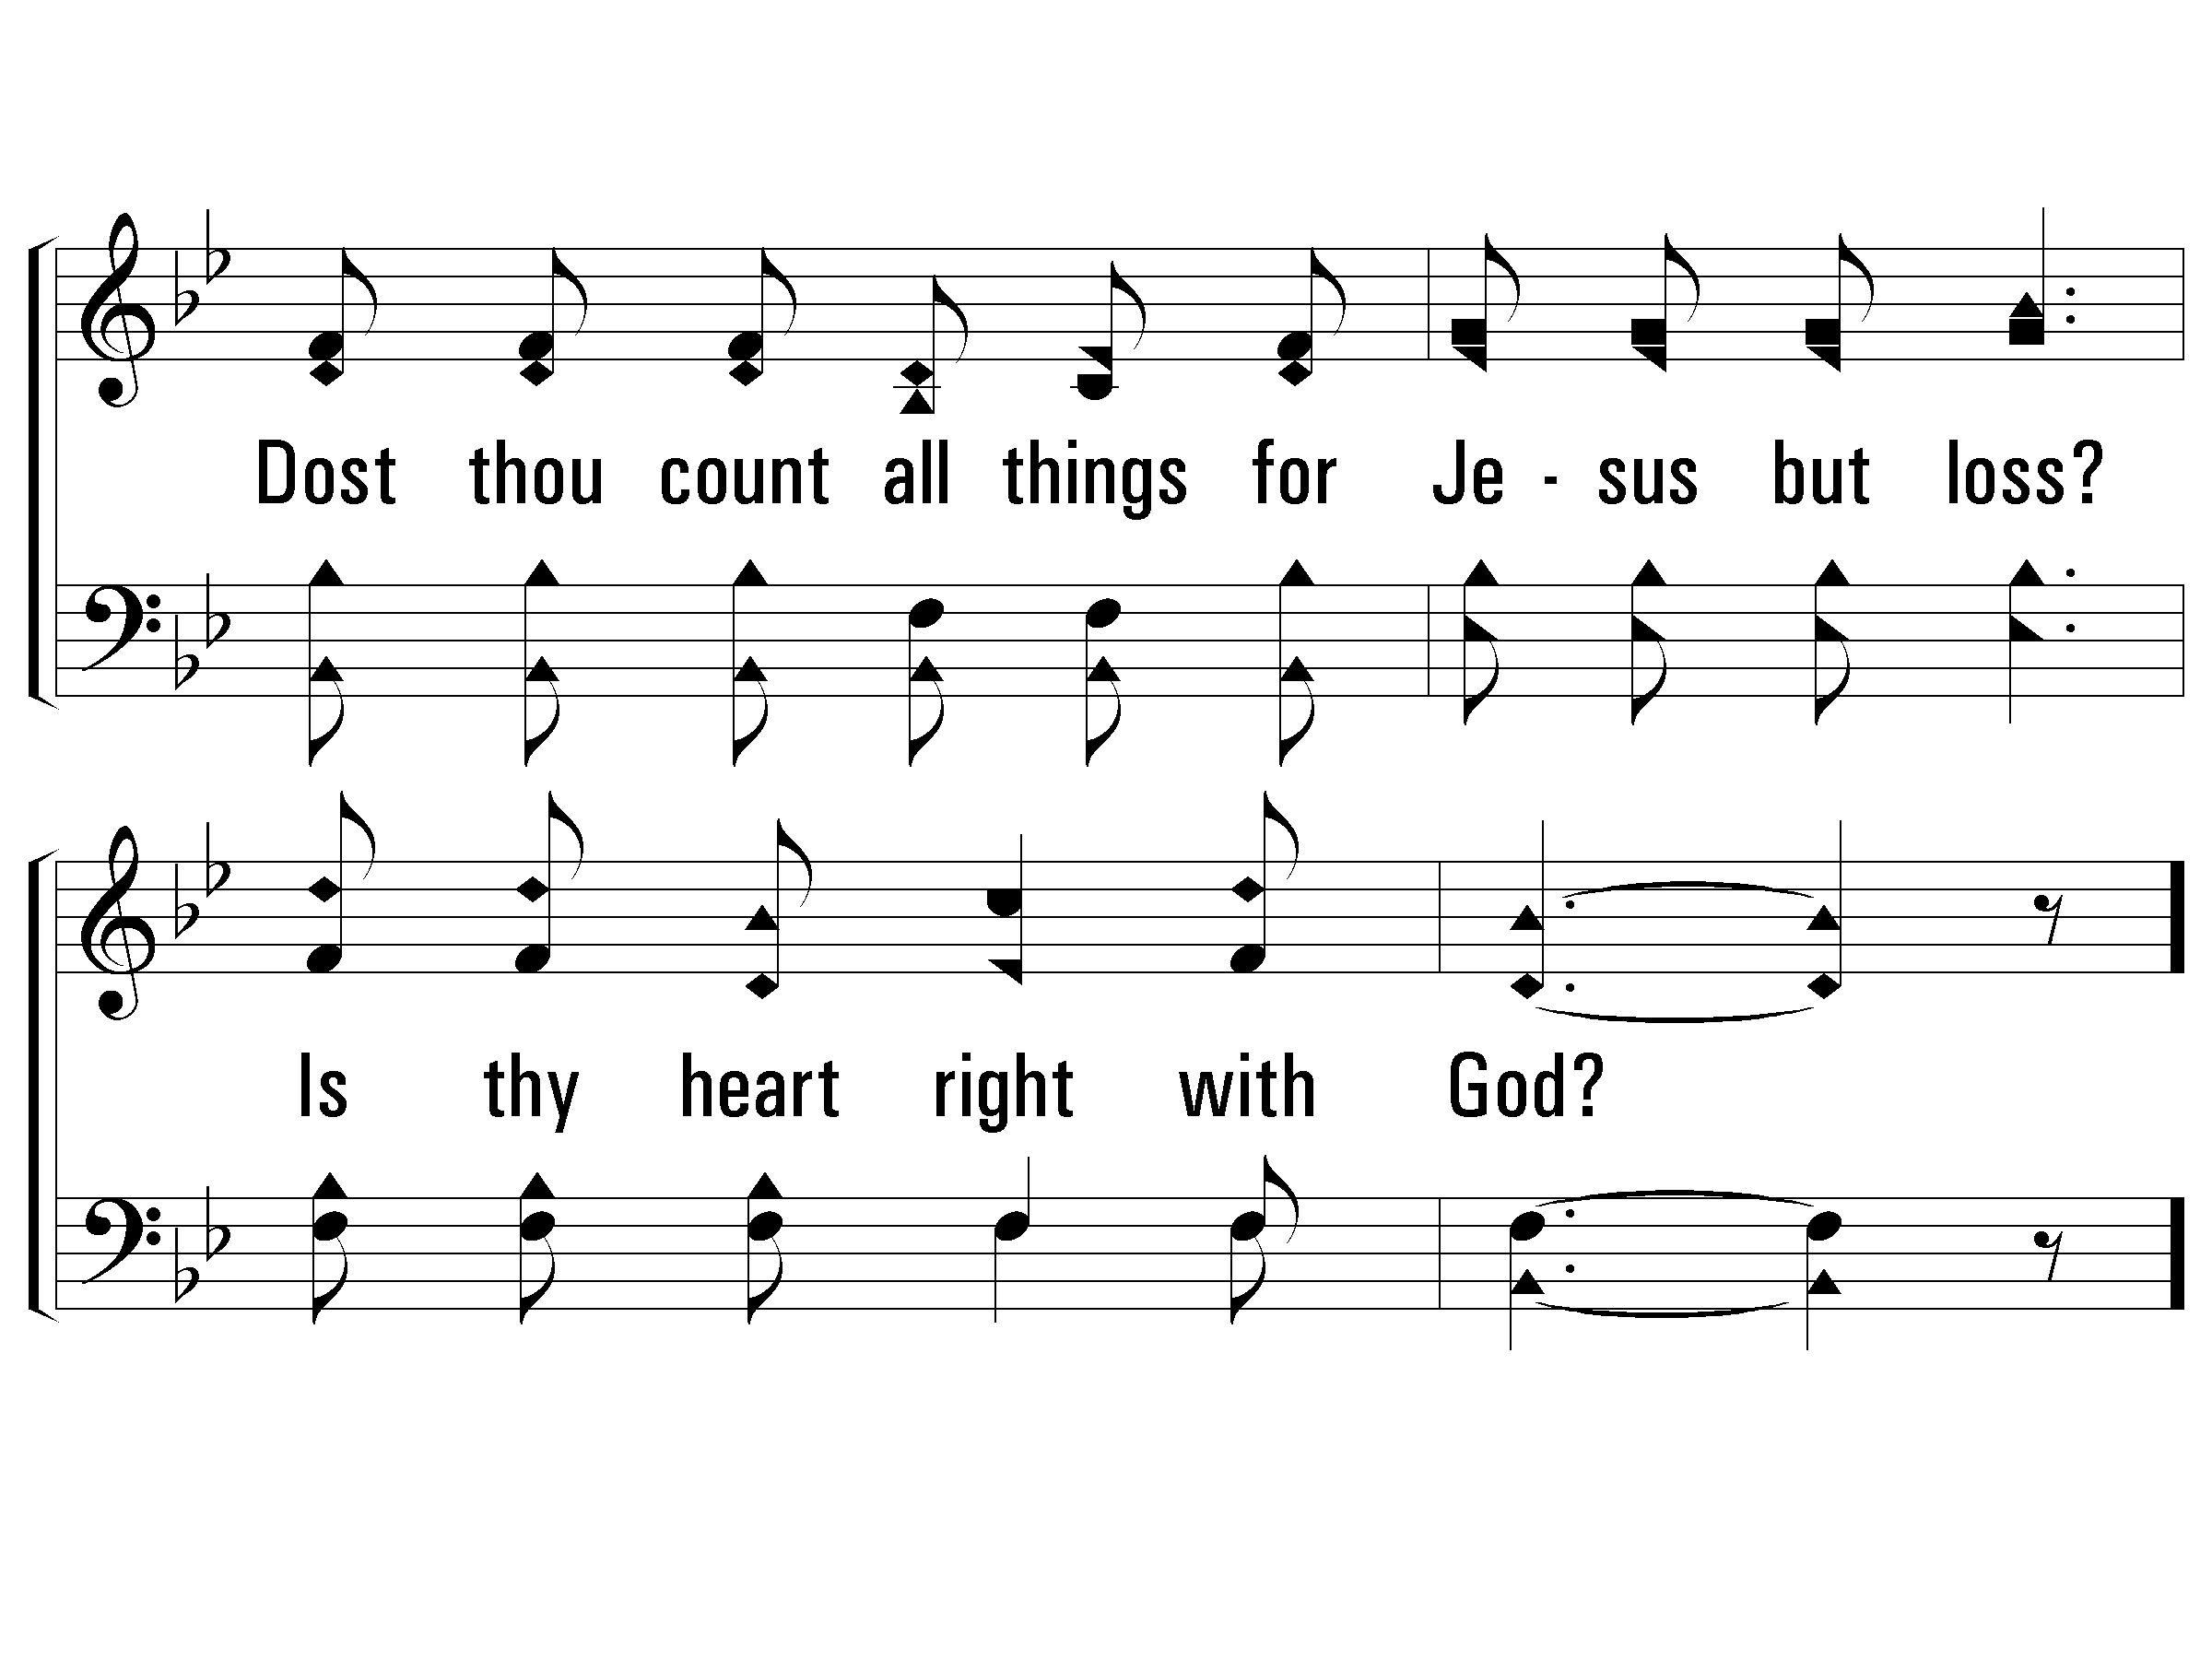 Dost thou count all things for Je - sus but loss?
Is thy heart right with God?